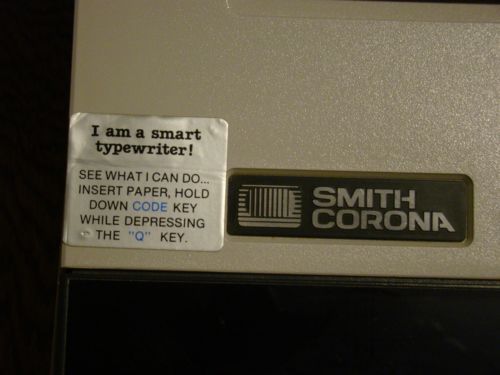 I am a smart
typewriter!
SEE WHAT I CAN DO...
INSERT PAPER, HOLD
DOWN CODE KEY
WHILE DEPRESSING
THE "Q" KEY.
SMITH
CORONA